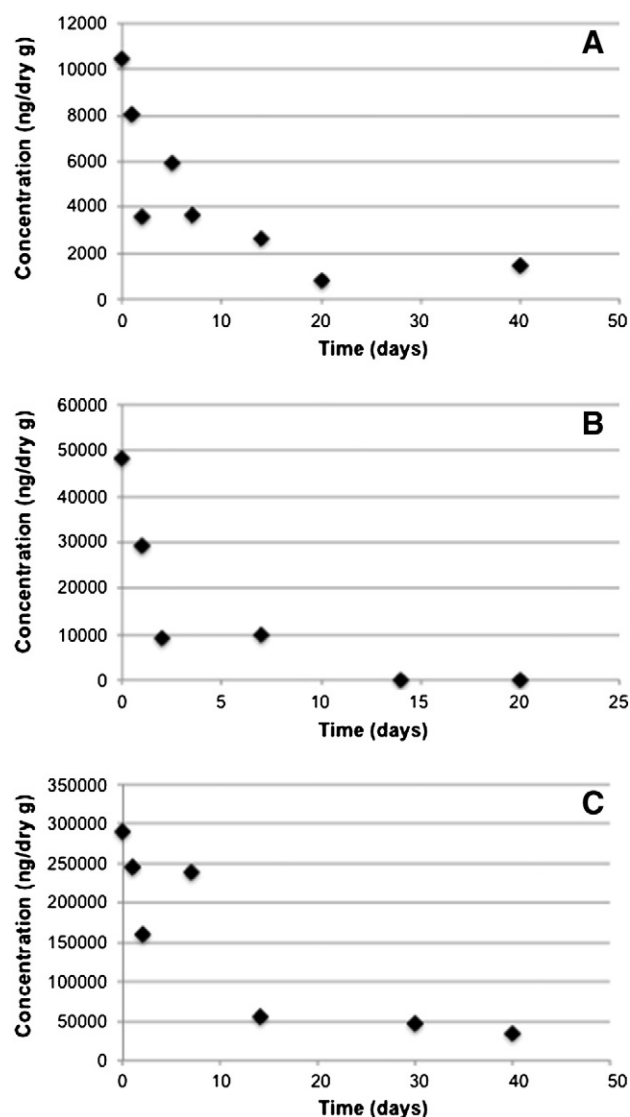 A
Concentration (ng/dry g)
12000
10000
8000
6000
4000
2000
0
0 10 20 30 40 50
Time (days)
B
Concentration (ng/dry g)
60000
50000
40000
30000
20000
10000
0
0 5 10 15 20 25
Time (days)
C
Concentration (ng/dry g)
350000
300000
250000
200000
150000
100000
50000
0
0 10 20 30 40 50
Time (days)